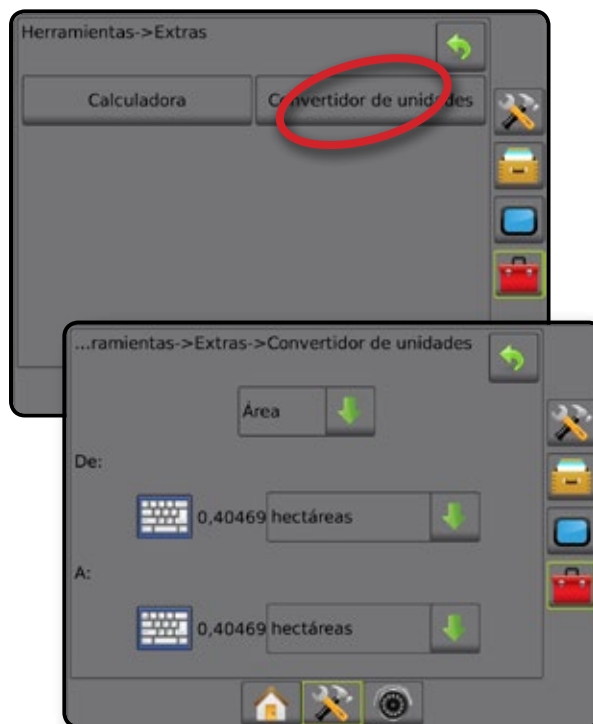 Herramientas->Extras
Calculadora
Convertidor de unidades
...ramientas->Extras->Convertidor de unidades
Área
De:
0,40469 hectáreas
A:
0,40469 hectáreas